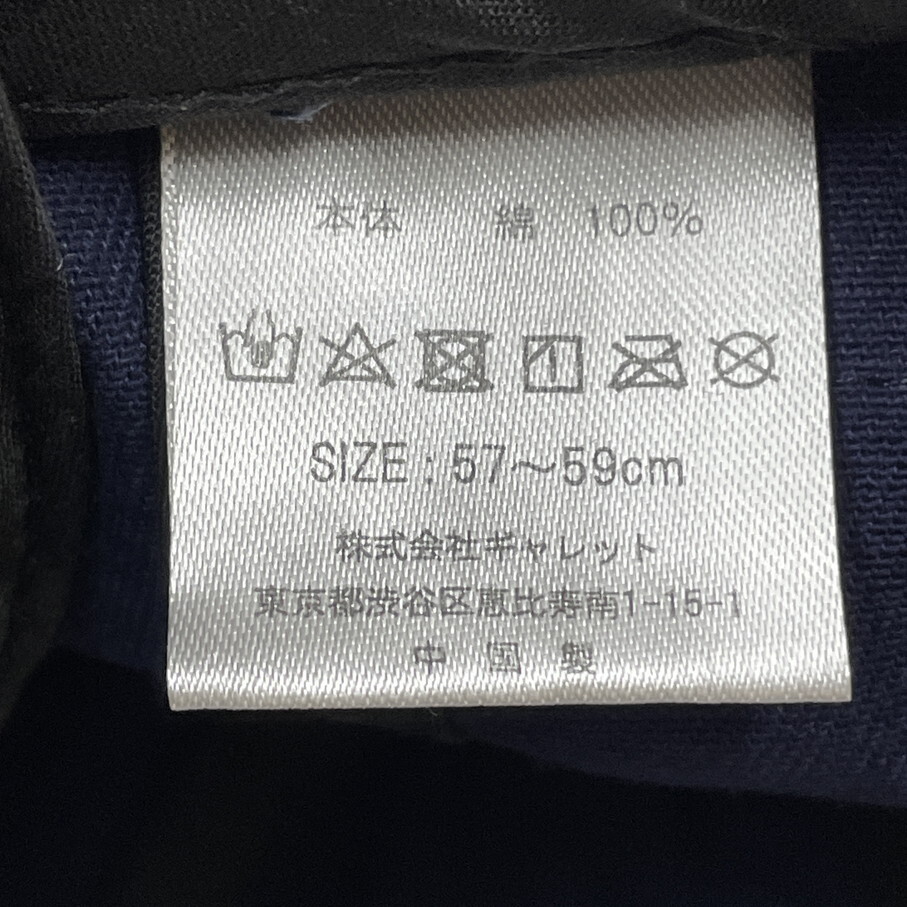 本体 綿 100%
SIZE : 57～59cm
株式会社ギャレット
東京都渋谷区恵比寿南1-15-1
中国製